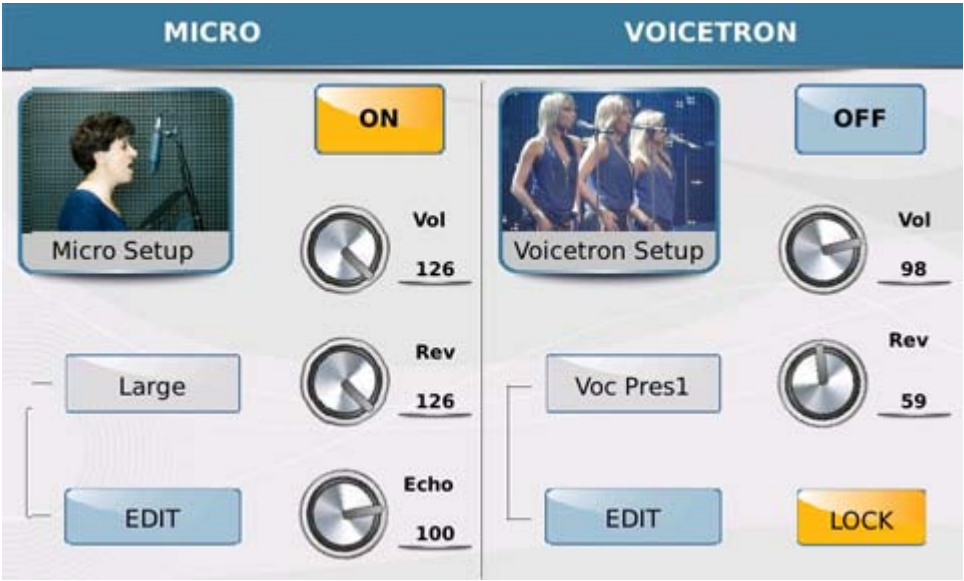 MICRO
ON
Micro Setup
Vol
126
Large
Rev
126
EDIT
Echo
100
VOICETRON
OFF
Voicetron Setup
Vol
98
Voc Pres1
Rev
59
EDIT
LOCK